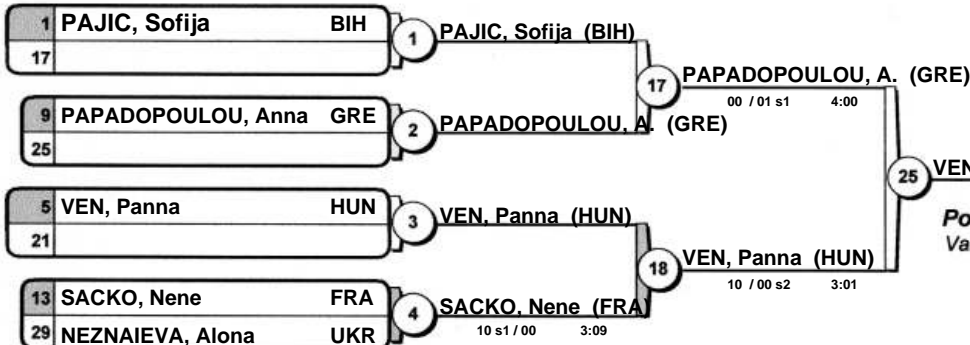 1 PAJIC, Sofija BIH
17
1 PAJIC, Sofija (BIH)
17 PAPADOPOULOU, A. (GRE)
00 / 01 s1 4:00
9 PAPADOPOULOU, Anna GRE
25
2 PAPADOPOULOU, A. (GRE)
25 VEN
Po
Va
5 VEN, Panna HUN
21
3 VEN, Panna (HUN)
18 VEN, Panna (HUN)
10 / 00 s2 3:01
13 SACKO, Nene FRA
29 NEZNAIEVA, Alona UKR
4 SACKO, Nene (FRA)
10 s1 / 00 3:09